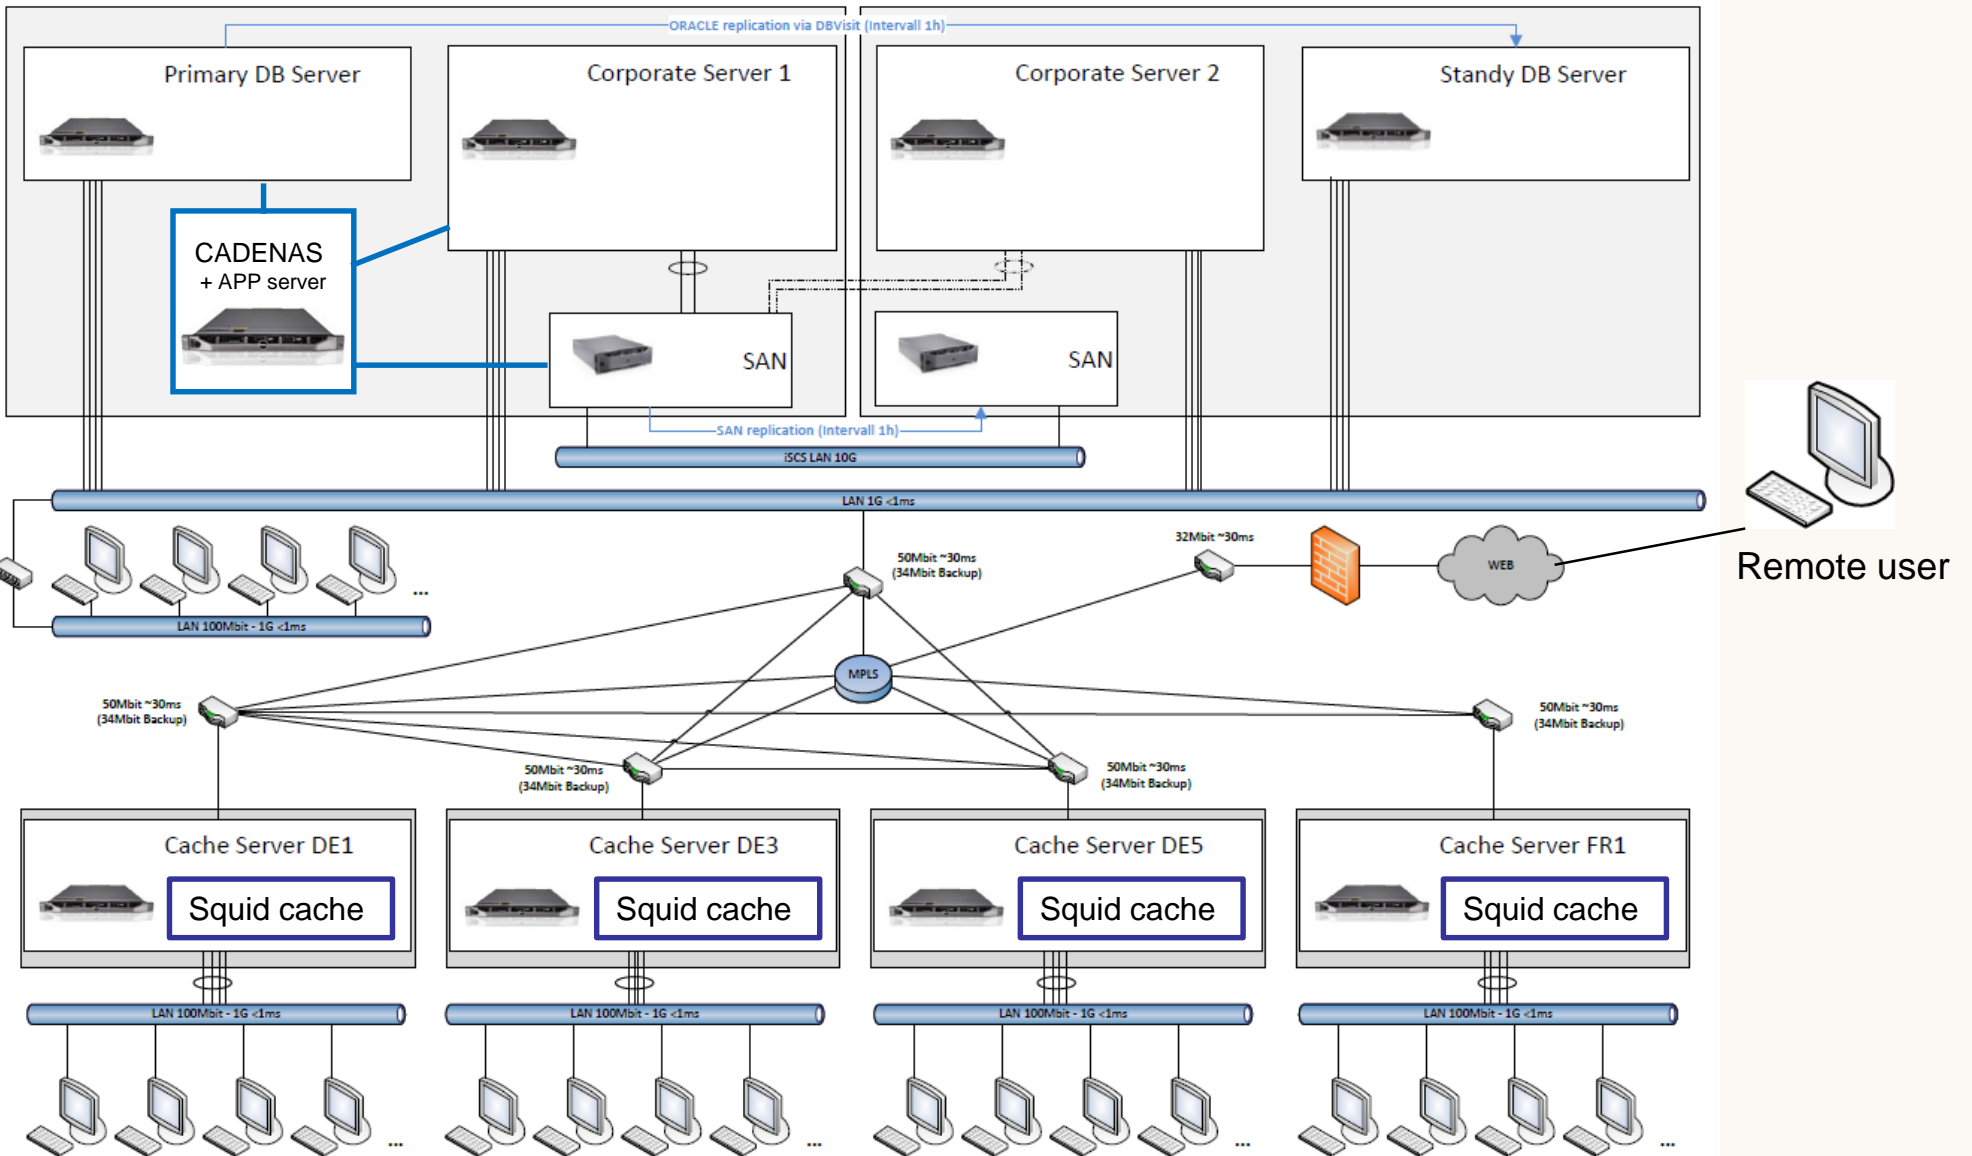 ORACLE replication via DBVisit (Intervall 1h)
Primary DB Server
Corporate Server 1
Corporate Server 2
Standy DB Server
CADENAS
+ APP server
SAN
SAN
SAN replication (Intervall 1h)
iSCS LAN 10G
LAN 1G <1ms
50Mbit ~30ms
(34Mbit Backup)
32Mbit ~30ms
WEB
Remote user
...
LAN 100Mbit - 1G <1ms
MPLS
50Mbit ~30ms
(34Mbit Backup)
50Mbit ~30ms
(34Mbit Backup)
50Mbit ~30ms
(34Mbit Backup)
50Mbit ~30ms
(34Mbit Backup)
Cache Server DE1
Squid cache
Cache Server DE3
Squid cache
Cache Server DE5
Squid cache
Cache Server FR1
Squid cache
LAN 100Mbit - 1G <1ms
LAN 100Mbit - 1G <1ms
LAN 100Mbit - 1G <1ms
LAN 100Mbit - 1G <1ms
...
...
...
...